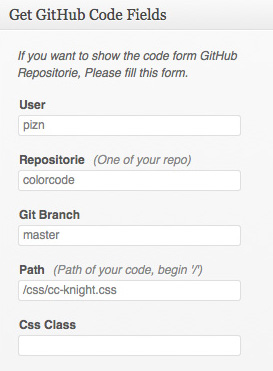 Get GitHub Code Fields
If you want to show the code form GitHub
Repositorie, Please fill this form.
User
pizn
Repositorie (One of your repo)
colorcode
Git Branch
master
Path (Path of your code, begin '/')
/css/cc-knight.css
Css Class